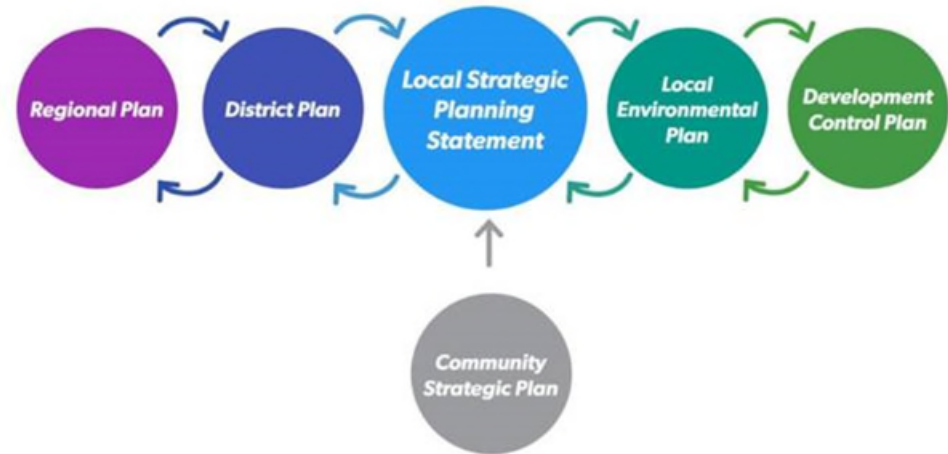 Regional Plan
District Plan
Local Strategic
Planning
Statement
Local
Environmental
Plan
Development
Control Plan
Community
Strategic Plan